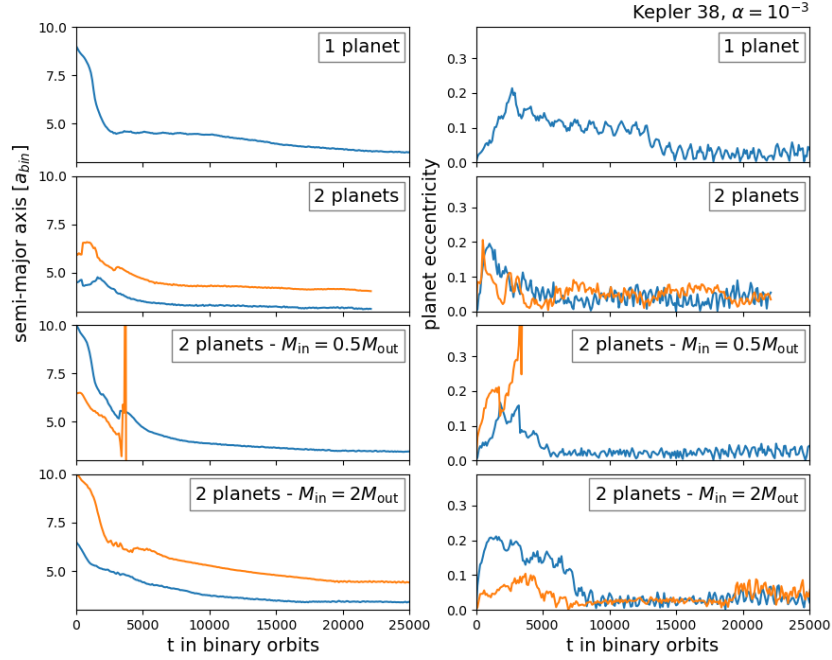 Kepler 38, α = 10⁻³
1 planet
1 planet
10.0
7.5
5.0
0.3
0.2
0.1
0.0
2 planets
2 planets
10.0
7.5
5.0
0.3
0.2
0.1
0.0
semi-major axis [a_bin]
planet eccentricity
2 planets - M_in = 0.5M_out
2 planets - M_in = 0.5M_out
10.0
7.5
5.0
0.3
0.2
0.1
0.0
2 planets - M_in = 2M_out
2 planets - M_in = 2M_out
10.0
7.5
5.0
0.3
0.2
0.1
0.0
0 5000 10000 15000 20000 25000
0 5000 10000 15000 20000 25000
t in binary orbits
t in binary orbits